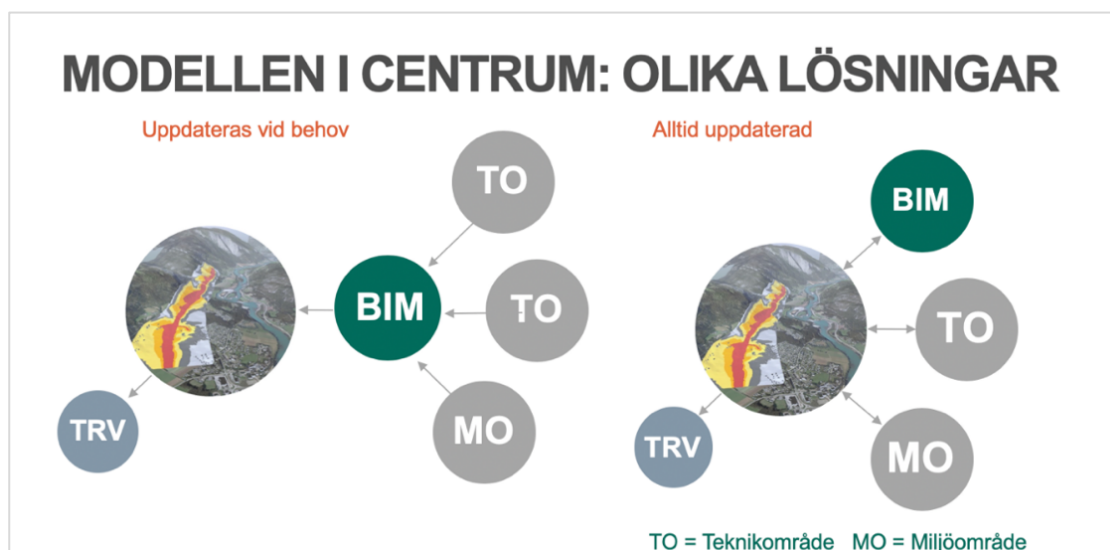 MODELLEN I CENTRUM: OLIKA LÖSNINGAR
Uppdateras vid behov
TO
BIM
TO
MO
TRV
Alltid uppdaterad
BIM
TO
MO
TRV
TO = Teknikområde MO = Miljöområde